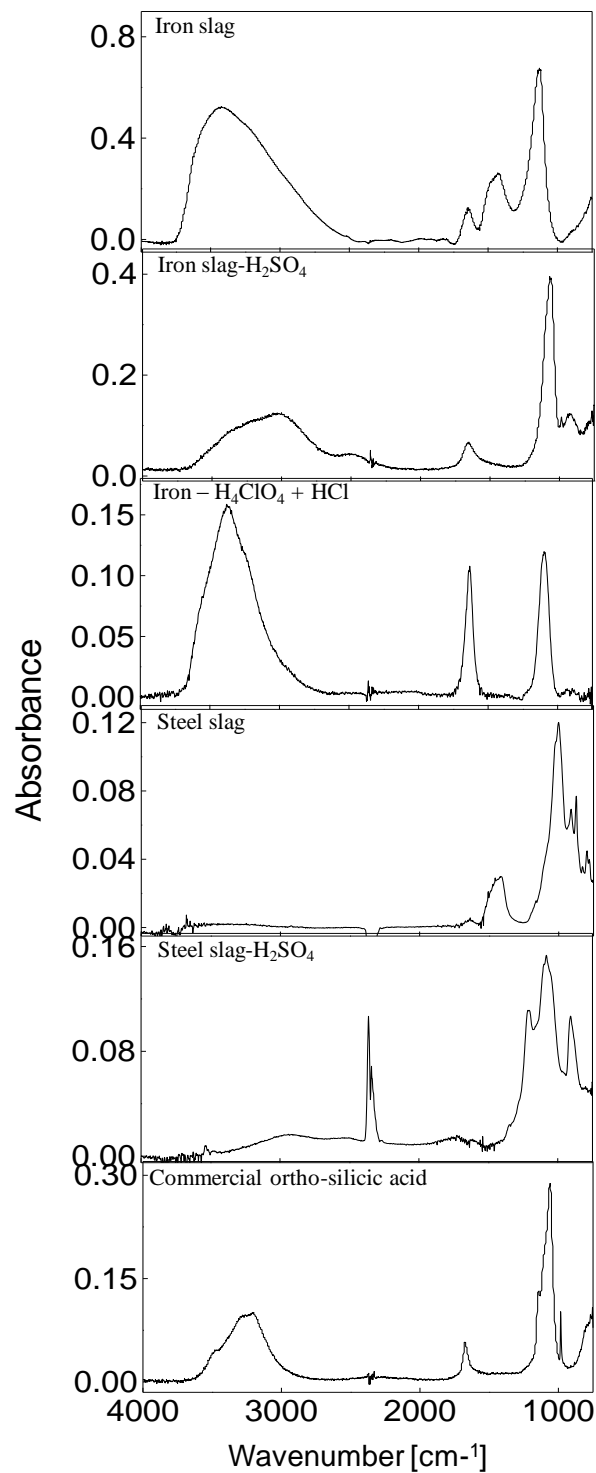 Iron slag
0.8
0.4
0.0
Iron slag-H₂SO₄
0.4
0.2
0.0
Iron – H₄ClO₄ + HCl
0.15
0.10
0.05
0.00
Steel slag
0.12
0.08
0.04
0.00
Steel slag-H₂SO₄
0.16
0.08
0.00
Commercial ortho-silicic acid
0.30
0.15
0.00
4000 3000 2000 1000
Wavenumber [cm-¹]
Absorbance